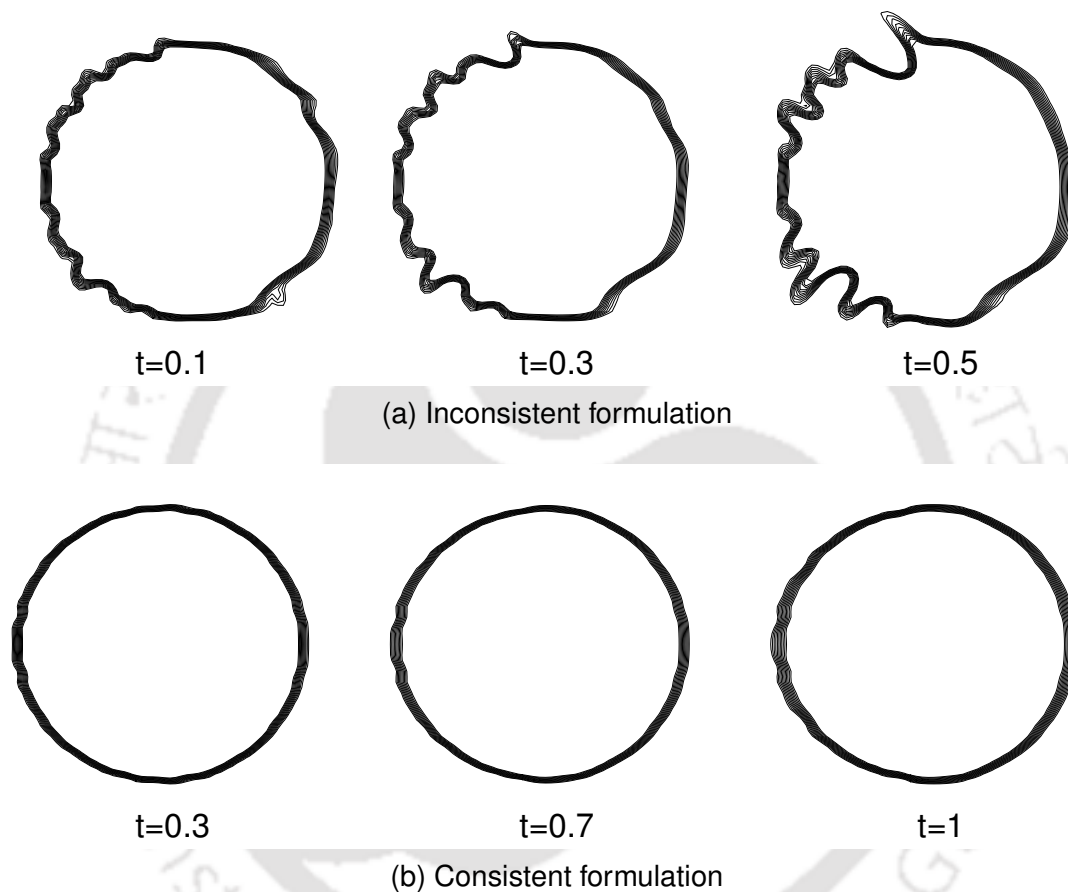 t=0.1 t=0.3 t=0.5
(a) Inconsistent formulation
t=0.3 t=0.7 t=1
(b) Consistent formulation